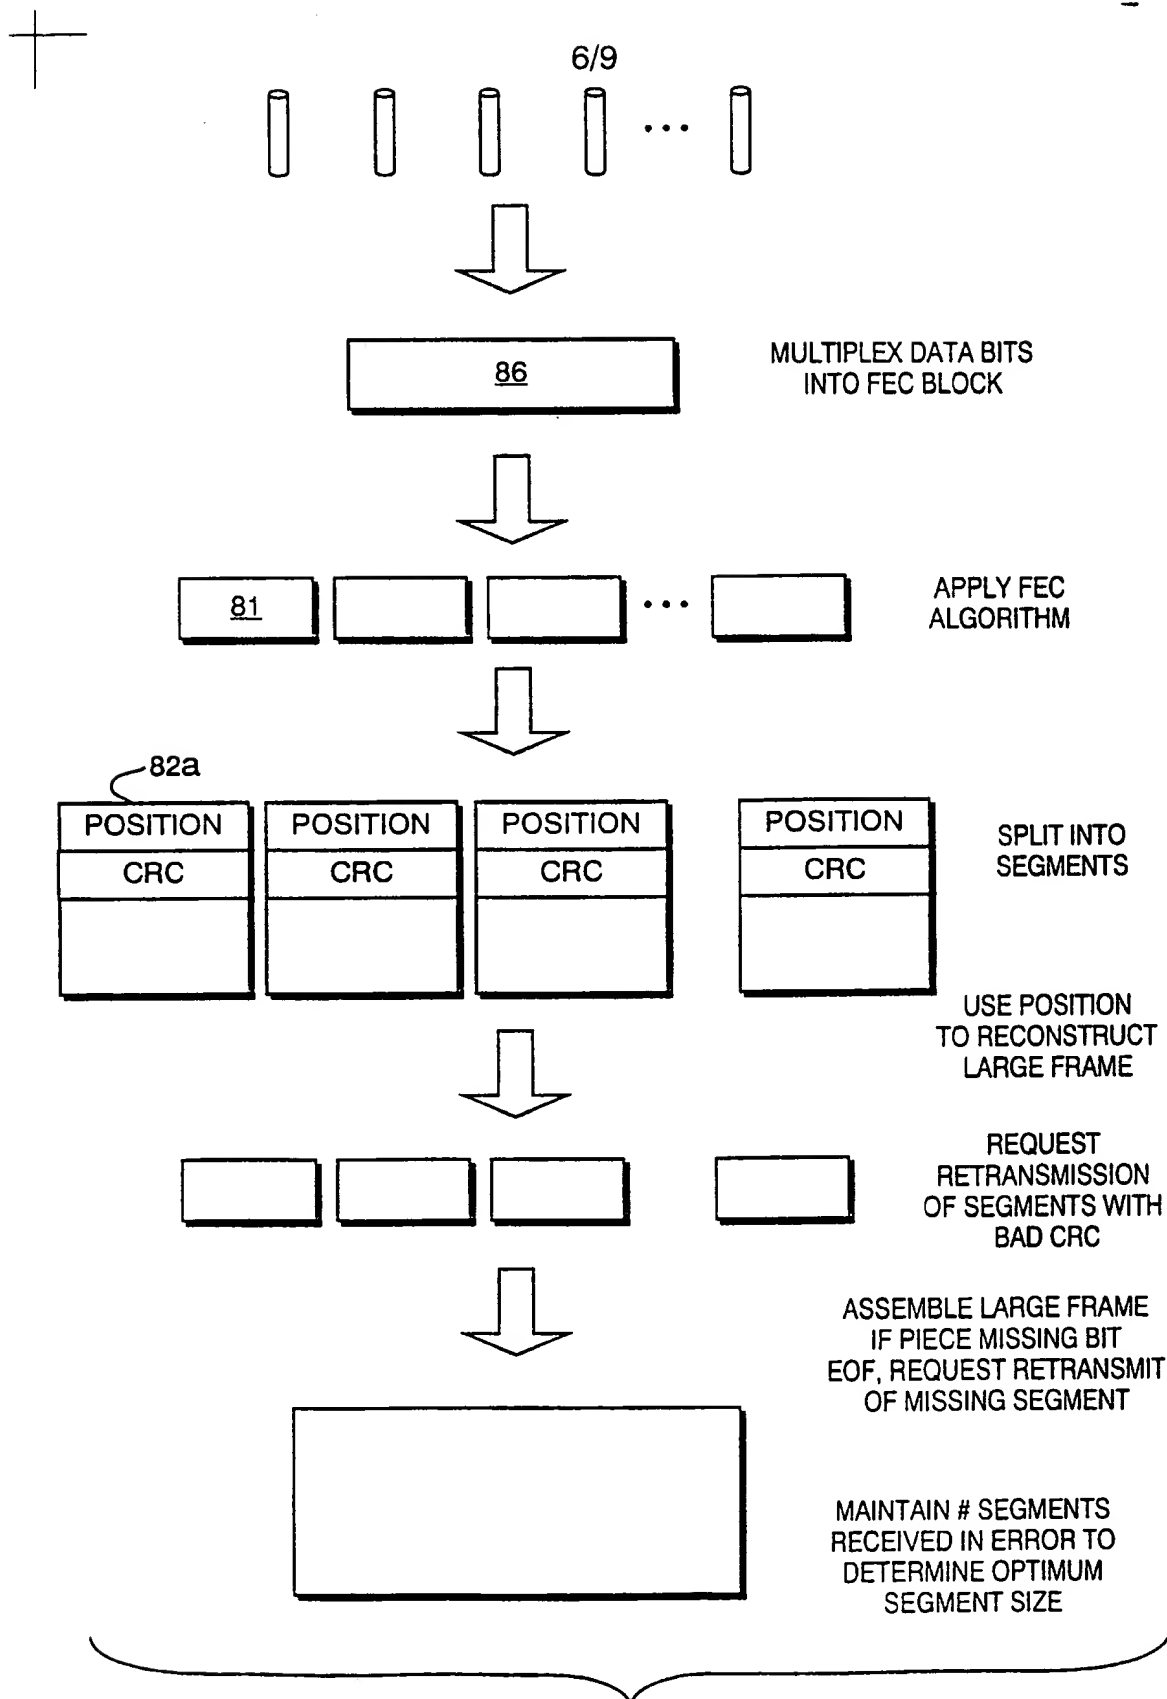 6/9
MULTIPLEX DATA BITS
INTO FEC BLOCK
86
APPLY FEC
ALGORITHM
81
82a
POSITION POSITION POSITION POSITION
CRC CRC CRC CRC
SPLIT INTO
SEGMENTS
USE POSITION
TO RECONSTRUCT
LARGE FRAME
REQUEST
RETRANSMISSION
OF SEGMENTS WITH
BAD CRC
ASSEMBLE LARGE FRAME
IF PIECE MISSING BIT
EOF, REQUEST RETRANSMIT
OF MISSING SEGMENT
MAINTAIN # SEGMENTS
RECEIVED IN ERROR TO
DETERMINE OPTIMUM
SEGMENT SIZE